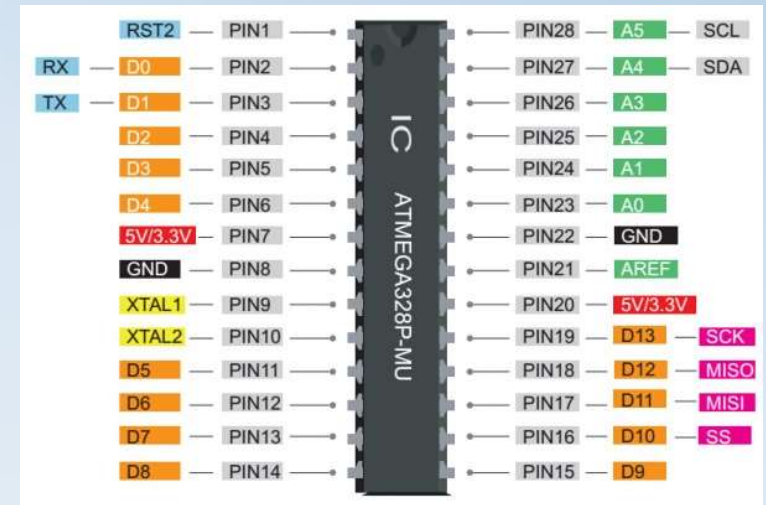 RST2 PIN1 PIN28 A5 SCL
RX D0 PIN2 PIN27 A4 SDA
TX D1 PIN3 PIN26 A3
D2 PIN4 PIN25 A2
D3 PIN5 PIN24 A1
D4 PIN6 PIN23 A0
5V/3.3V PIN7 PIN22 GND
GND PIN8 PIN21 AREF
XTAL1 PIN9 PIN20 5V/3.3V
XTAL2 PIN10 PIN19 D13 SCK
D5 PIN11 PIN18 D12 MISO
D6 PIN12 PIN17 D11 MISI
D7 PIN13 PIN16 D10 SS
D8 PIN14 PIN15 D9
IC ATMEGA328P-MU